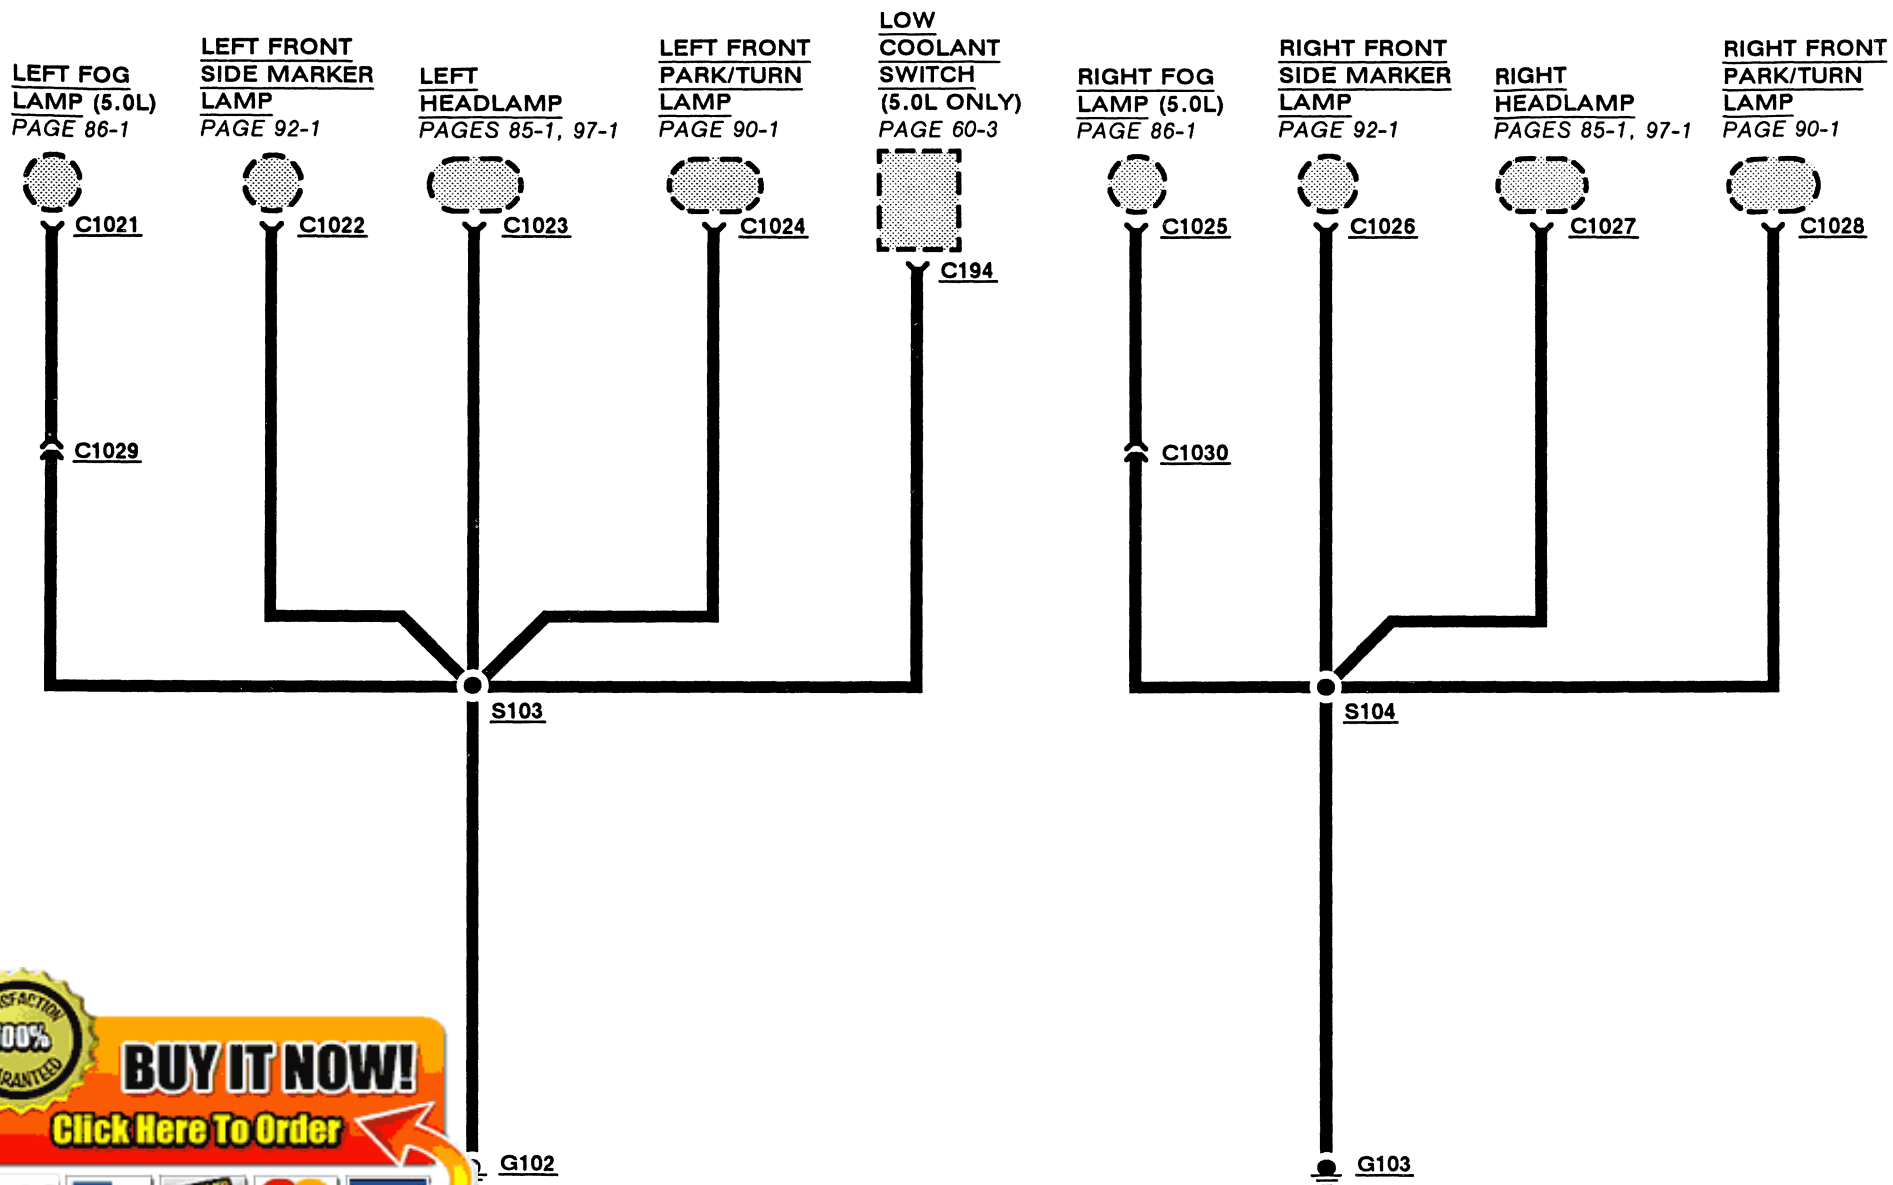 LEFT FOG
LAMP (5.0L)
PAGE 86-1
LEFT FRONT
SIDE MARKER
LAMP
PAGE 92-1
LEFT
HEADLAMP
PAGES 85-1, 97-1
LEFT FRONT
PARK/TURN
LAMP
PAGE 90-1
LOW
COOLANT
SWITCH
(5.0L ONLY)
PAGE 60-3
RIGHT FOG
LAMP (5.0L)
PAGE 86-1
RIGHT FRONT
SIDE MARKER
LAMP
PAGE 92-1
RIGHT
HEADLAMP
PAGES 85-1, 97-1
RIGHT FRONT
PARK/TURN
LAMP
PAGE 90-1
C1021
C1022
C1023
C1024
C194
C1025
C1026
C1027
C1028
C1029
C1030
S103
S104
BUY IT NOW!
Click Here To Order
G102
G103